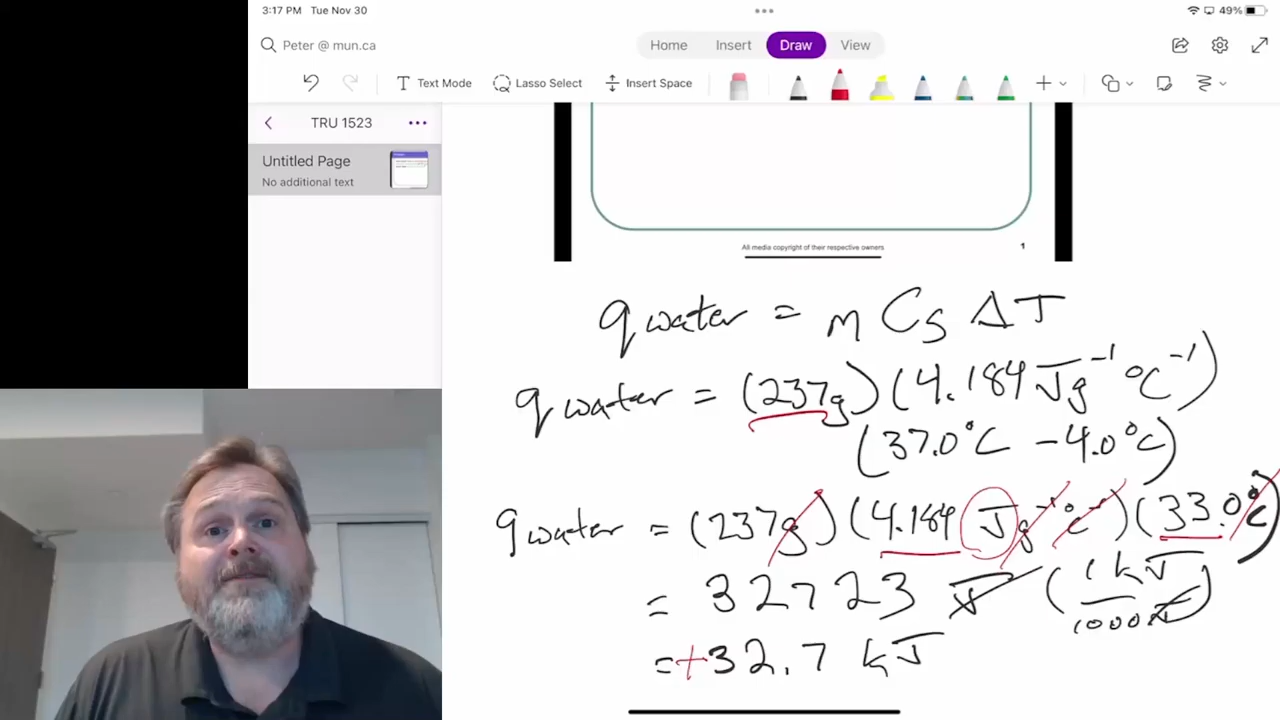 3:17 PM Tue Nov 30
49%
Peter @ mun.ca
Home Insert Draw View
Text Mode Lasso Select Insert Space
TRU 1523
Untitled Page
No additional text
All media copyright of their respective owners
1
q water = m Cs ΔT
q water = (237g)(4.184 J g⁻¹ °C⁻¹)
(37.0°C - 4.0°C)
q water = (237g)(4.184 J g⁻¹ °C⁻¹)(33.0°C)
= 32723 J (1 kJ / 1000 J)
= +32.7 kJ